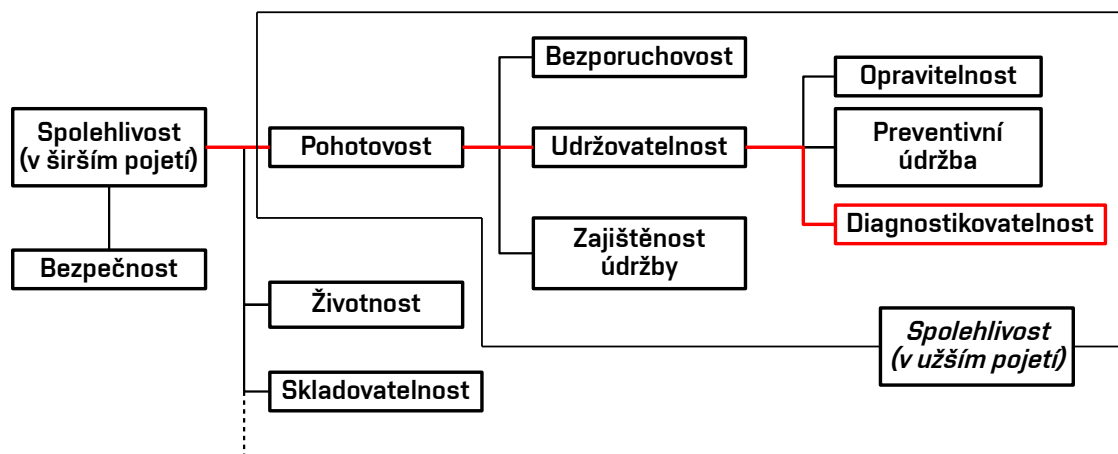 Spolehlivost
(v širším pojetí)
Bezpečnost
Pohotovost
Životnost
Skladovatelnost
Bezporuchovost
Udržovatelnost
Zajištěnost
údržby
Opravitelnost
Preventivní
údržba
Diagnostikovatelnost
Spolehlivost
(v užším pojetí)